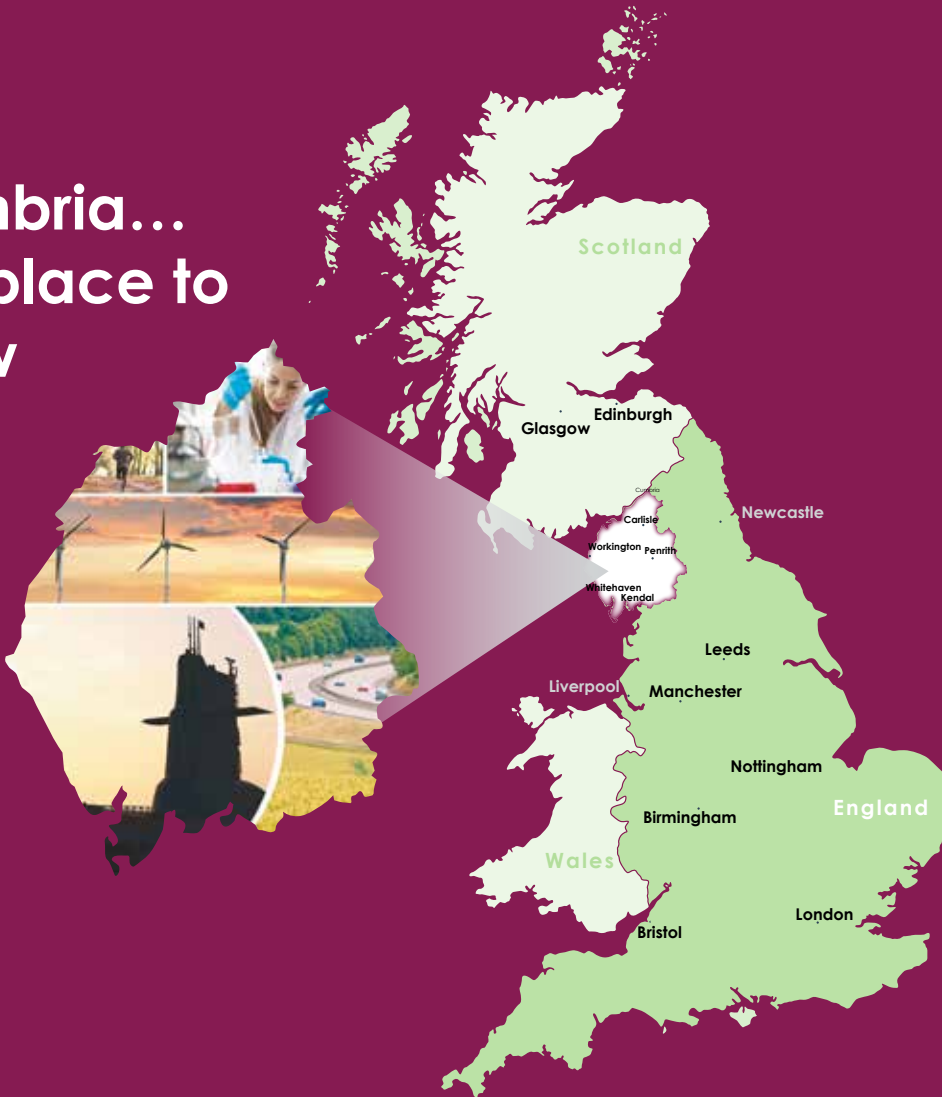 mbria...
place to
Scotland
Edinburgh
Glasgow
Cumbria
Carlisle
Newcastle
Workington
Penrith
Whitehaven
Kendal
Leeds
Liverpool
Manchester
Nottingham
England
Birmingham
Wales
London
Bristol